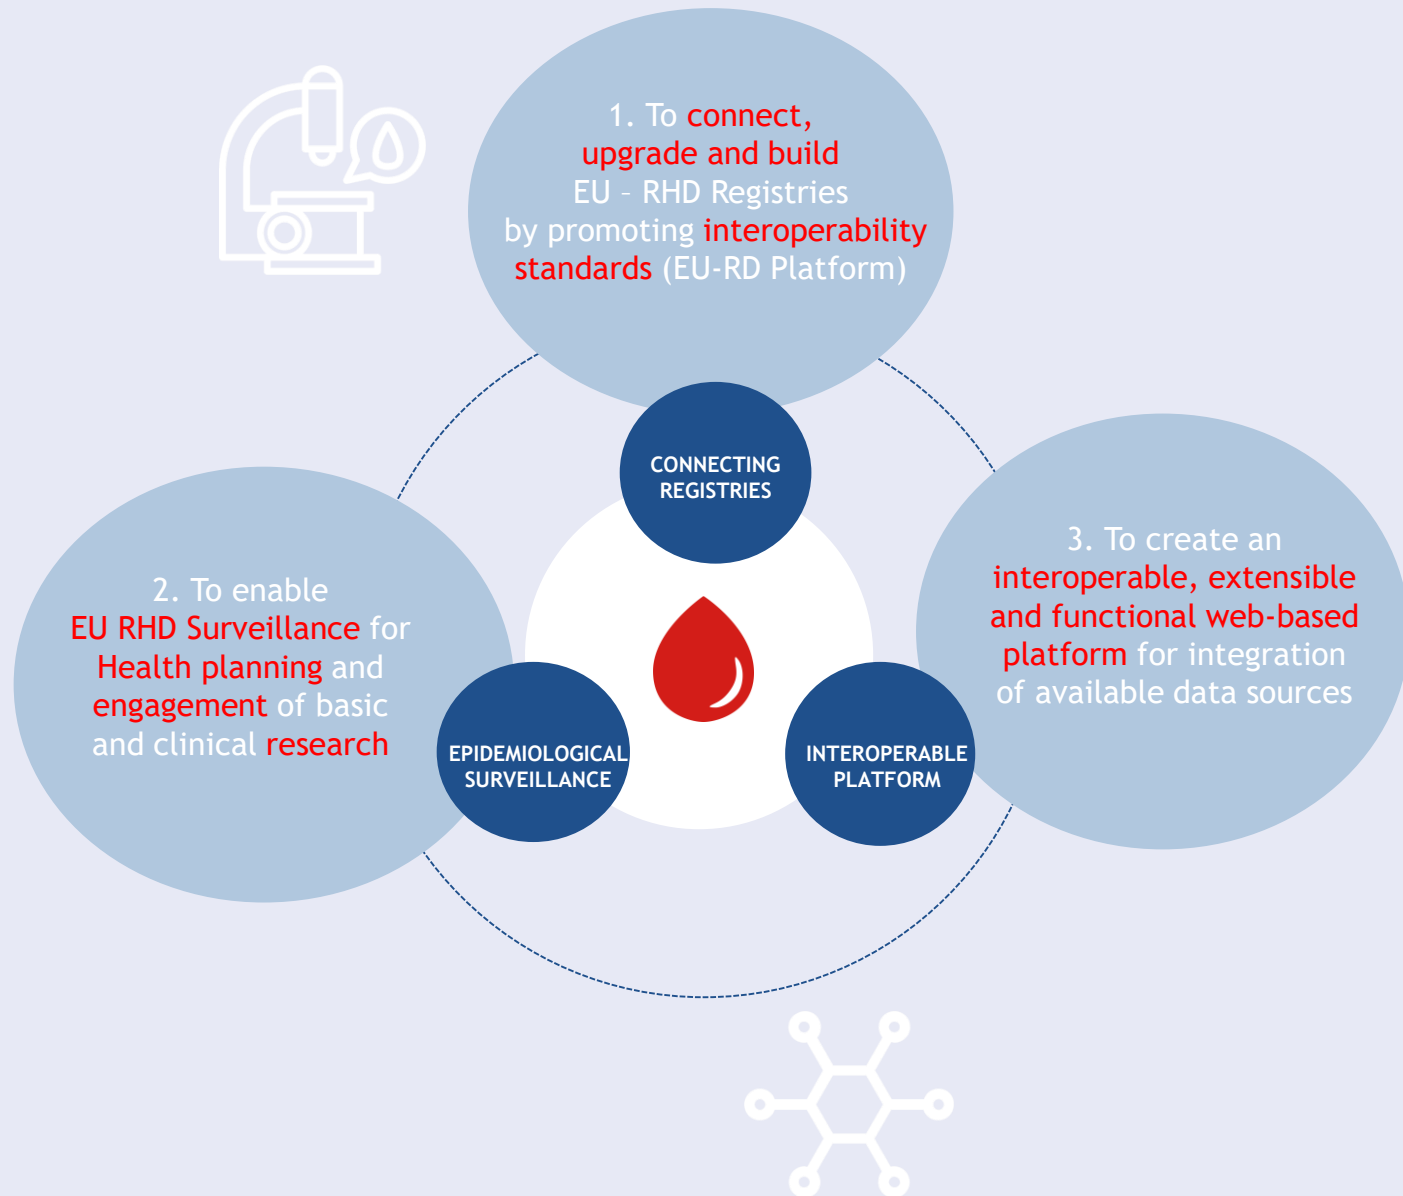 1. To connect,
upgrade and build
EU – RHD Registries
by promoting interoperability
standards (EU-RD Platform)
CONNECTING
REGISTRIES
2. To enable
EU RHD Surveillance for
Health planning and
engagement of basic
and clinical research
EPIDEMIOLOGICAL
SURVEILLANCE
3. To create an
interoperable, extensible
and functional web-based
platform for integration
of available data sources
INTEROPERABLE
PLATFORM